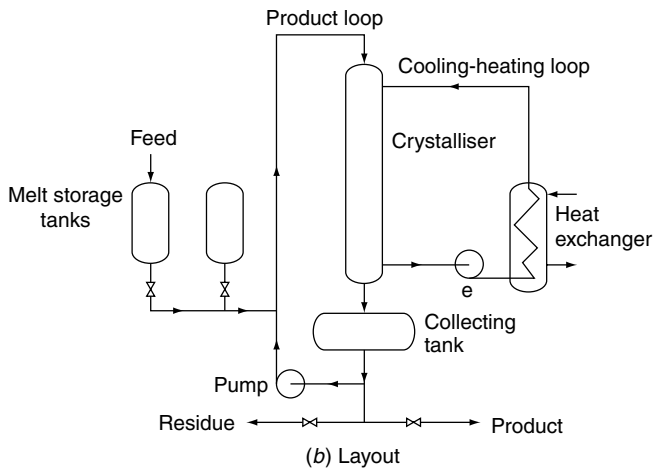 Product loop
Cooling-heating loop
Feed
Crystalliser
Melt storage
tanks
Heat
exchanger
e
Collecting
tank
Pump
Residue
Product
(b) Layout